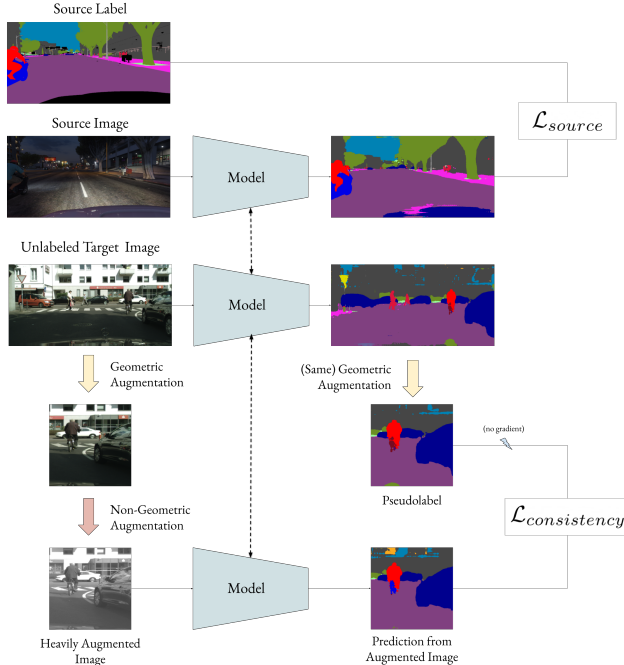 Source Label
Source Image
Model
ℒ_source
Unlabeled Target Image
Model
Geometric
Augmentation
(Same) Geometric
Augmentation
(no gradient)
Pseudolabel
Non-Geometric
Augmentation
ℒ_consistency
Model
Heavily Augmented
Image
Prediction from
Augmented Image